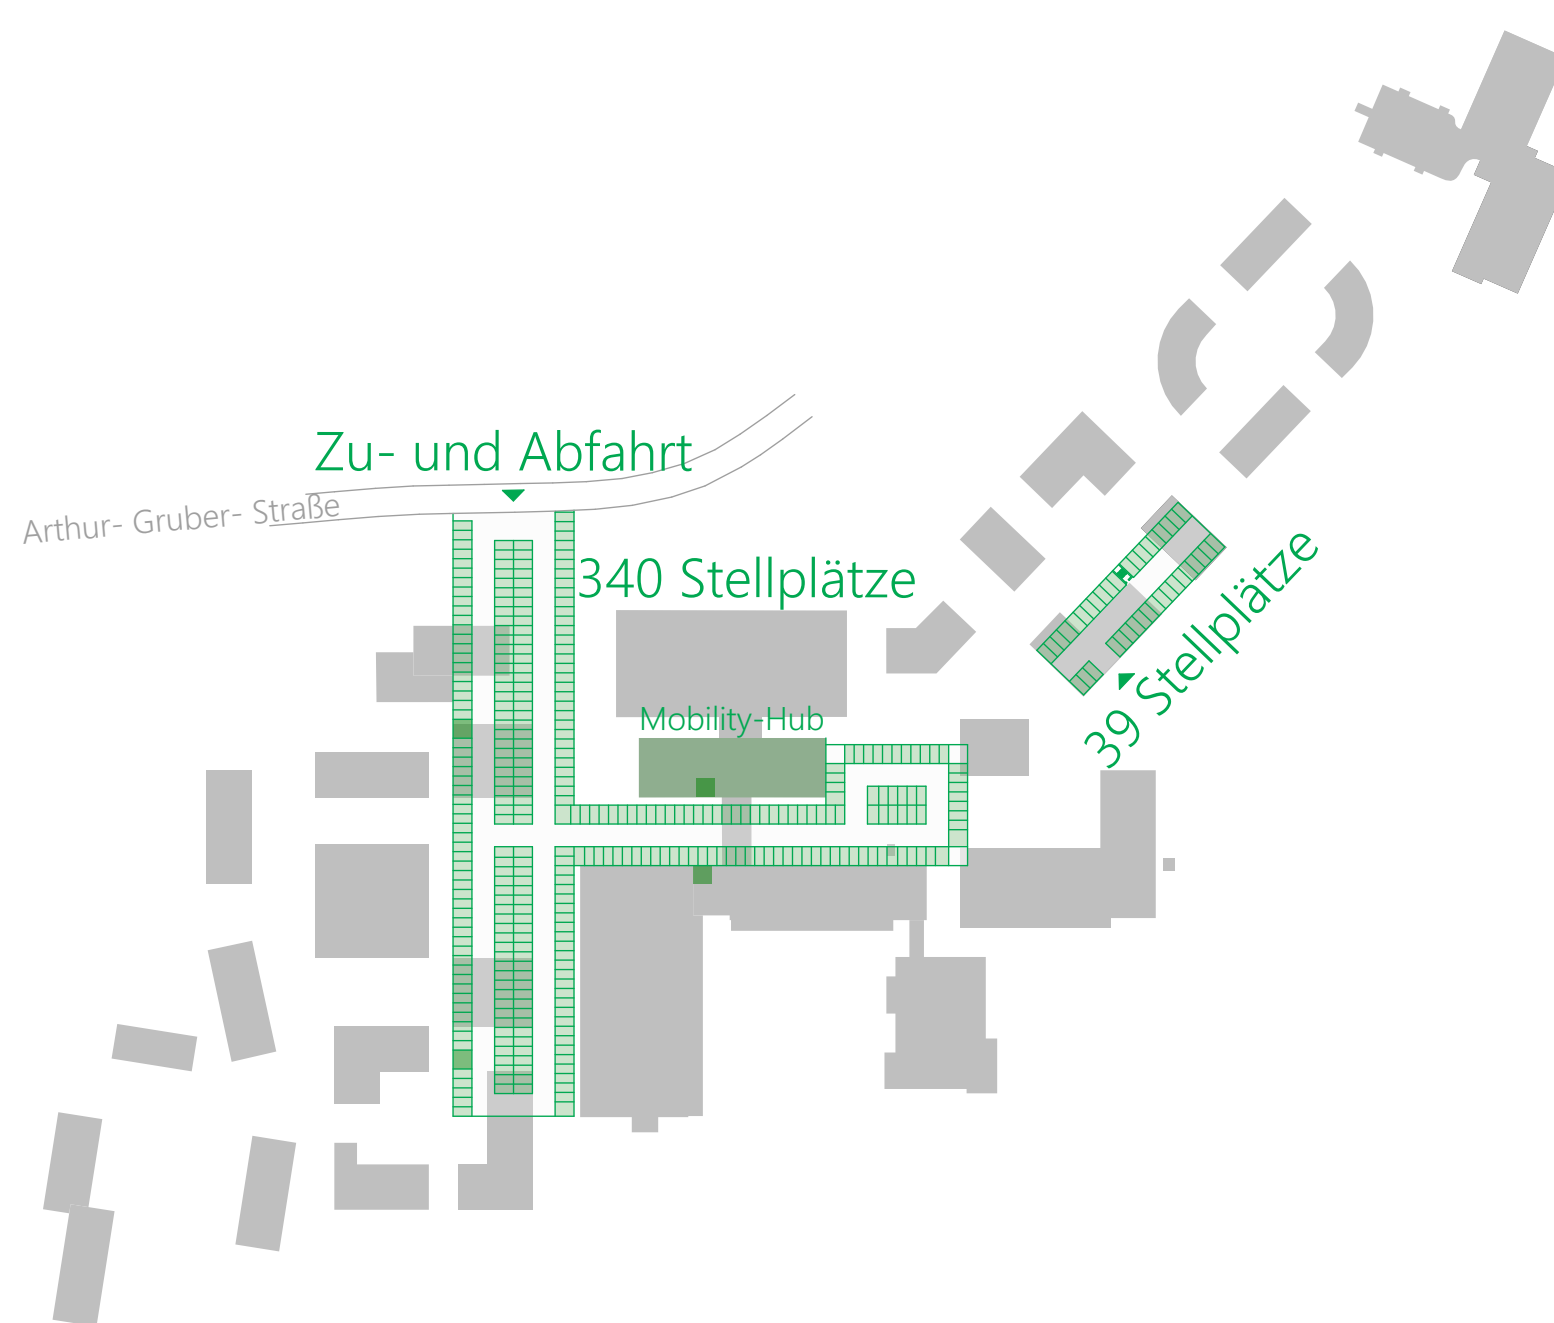 Zu- und Abfahrt
Arthur- Gruber- Straße
340 Stellplätze
39 Stellplätze
Mobility-Hub